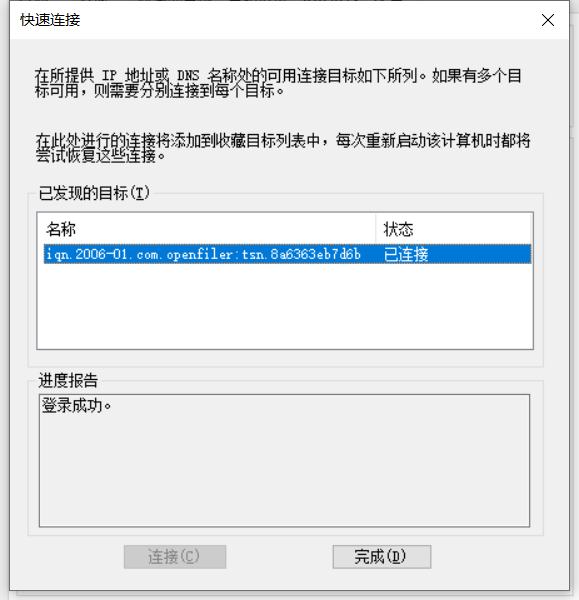 快速连接
在所提供 IP 地址或 DNS 名称处的可用连接目标如下所列。如果有多个目
标可用，则需要分别连接到每个目标。
在此处进行的连接将添加到收藏目标列表中，每次重新启动该计算机时都将
尝试恢复这些连接。
已发现的目标(T)
名称 状态
iqn.2006-01.com.openfiler:tsn.8a6363eb7d6b 已连接
进度报告
登录成功。
连接(C) 完成(D)